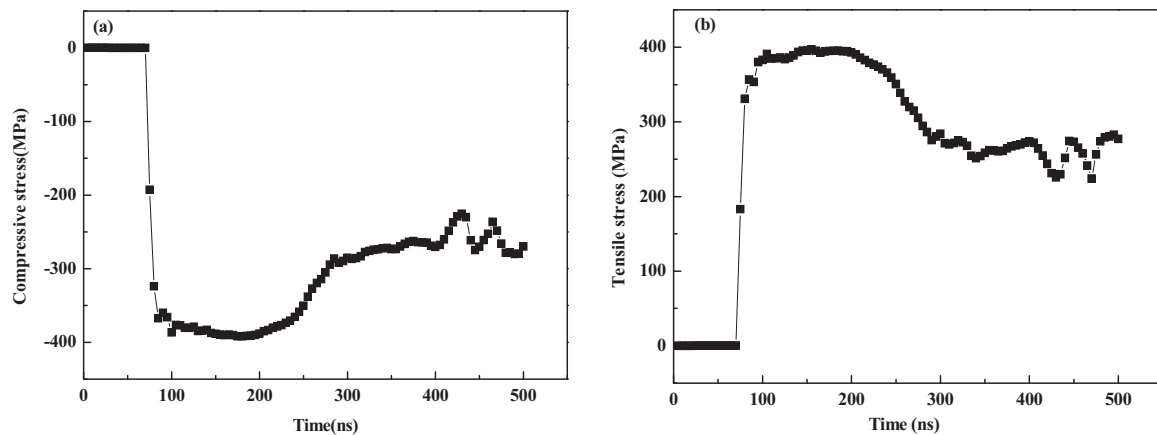 (a)
0
-100
-200
-300
-400
Compressive stress(MPa)
0 100 200 300 400 500
Time(ns)
(b)
400
300
200
100
0
Tensile stress (MPa)
0 100 200 300 400 500
Time (ns)